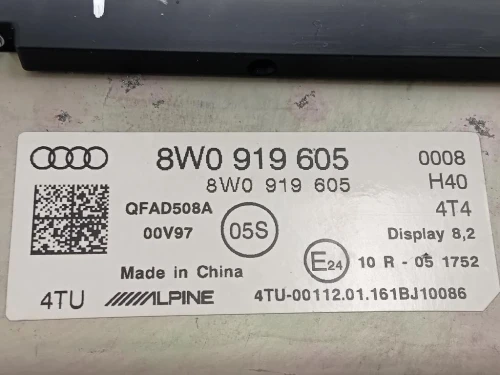 8W0 919 605 0008
8W0 919 605 H40
QFAD508A 4T4
00V97 05S Display 8,2
E24 10 R - 05 1752
Made in China
4TU ALPINE 4TU-00112.01.161BJ10086